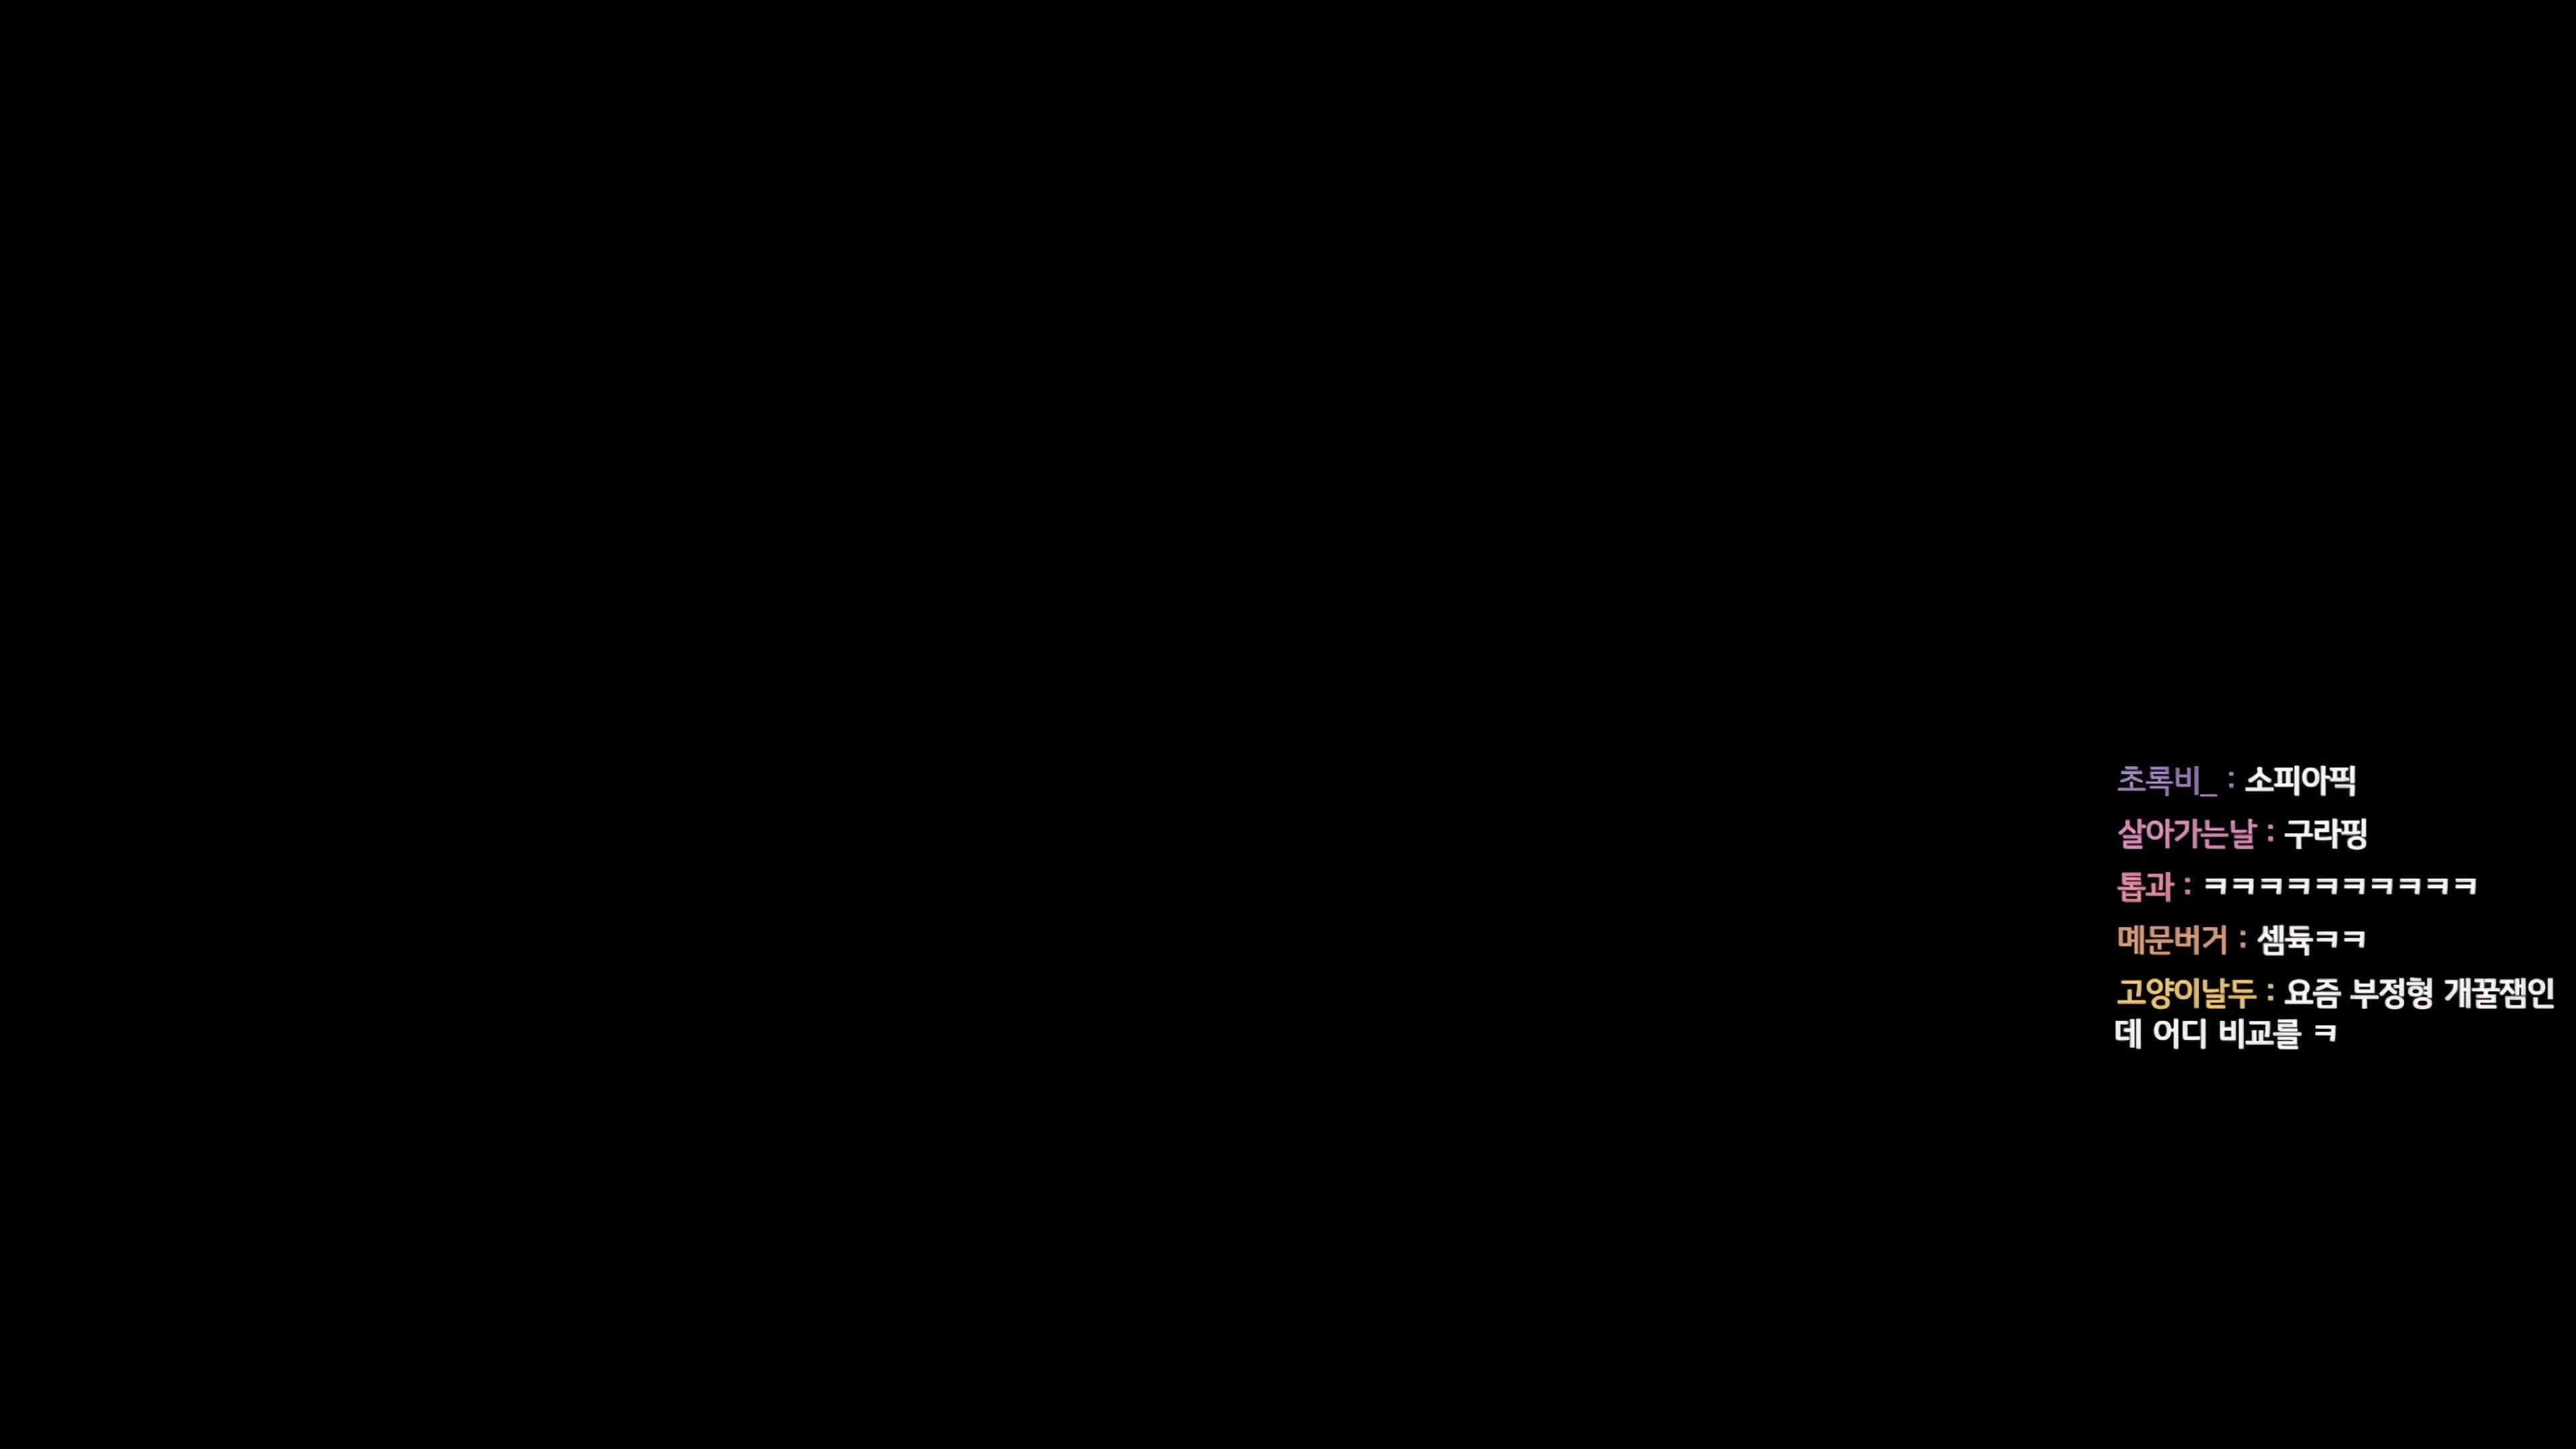 초록비_ : 소피아픽
살아가는날 : 구라핑
톱과 : ㅋㅋㅋㅋㅋㅋㅋㅋㅋㅋ
몌문버거 : 셈듁ㅋㅋ
고양이날두 : 요즘 부정형 개꿀잼인
데 어디 비교를 ㅋ